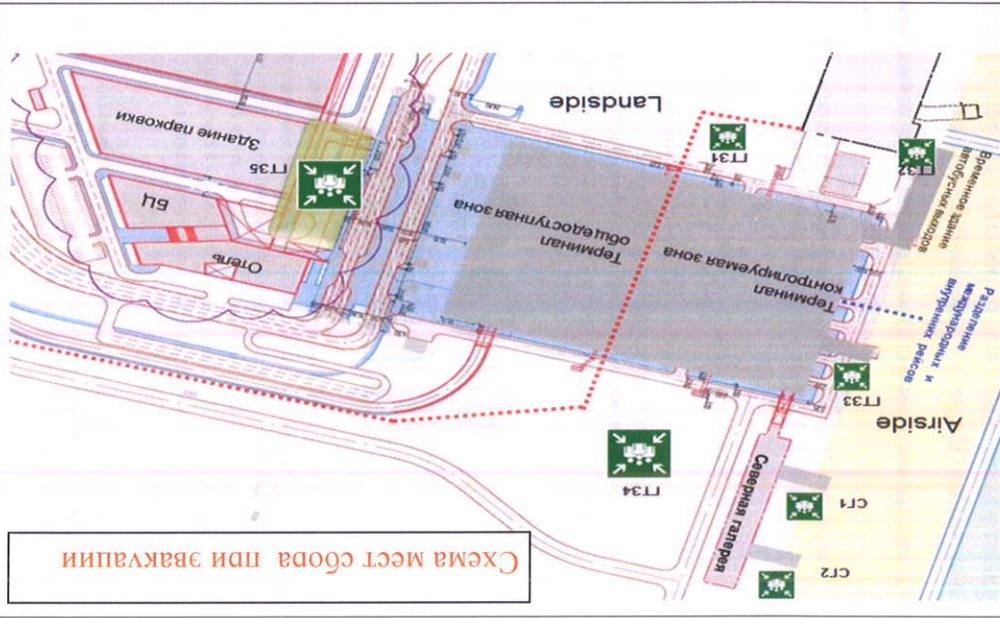 Схема мест сбора при эвакуации
СГ2
СГ1
Северная галерея
ГТ34
Airside
ГТ33
Разделение
международных и
внутренних рейсов
Терминал
контролируемая зона
Терминал
общедоступная зона
Отель
БЦ
ГТ35
Здание парковки
Временное здание
автобусных выходов
ГТ32
ГТ31
Landside